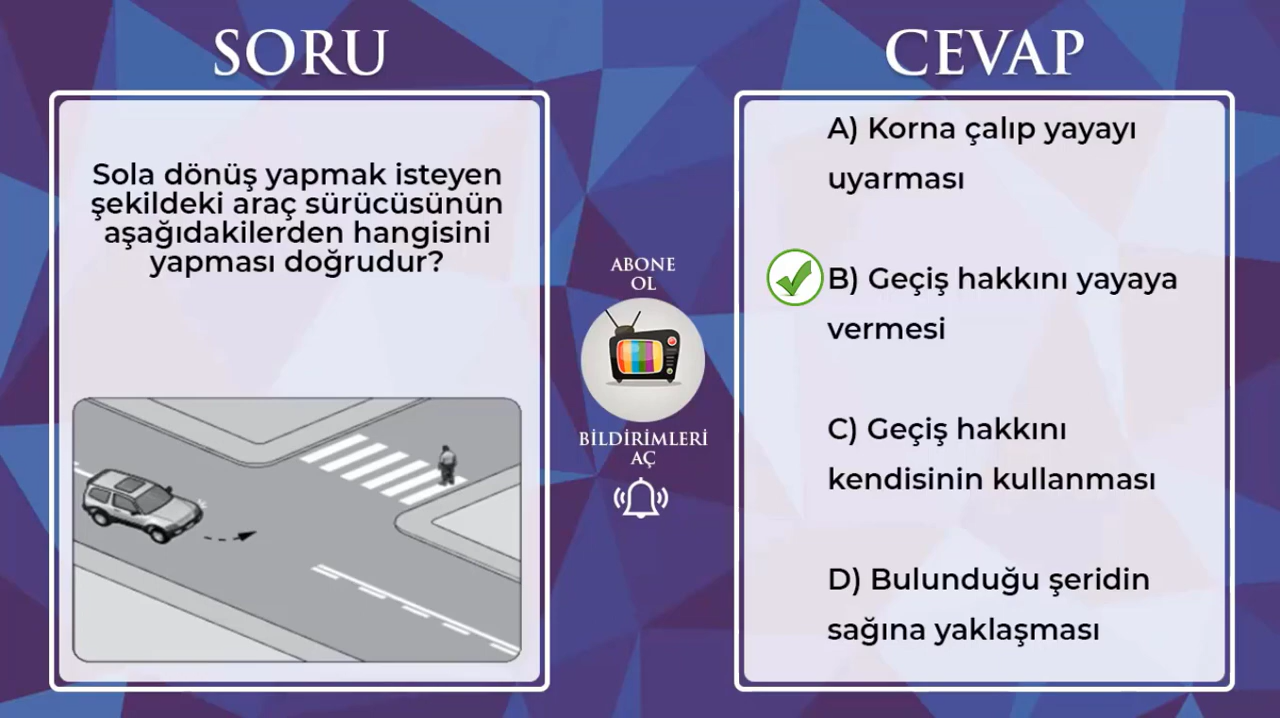 SORU
Sola dönüş yapmak isteyen
şekildeki araç sürücüsünün
aşağıdakilerden hangisini
yapması doğrudur?
ABONE
OL
BİLDİRİMLERİ
AÇ
CEVAP
A) Korna çalıp yayayı
uyarması
B) Geçiş hakkını yayaya
vermesi
C) Geçiş hakkını
kendisinin kullanması
D) Bulunduğu şeridin
sağına yaklaşması